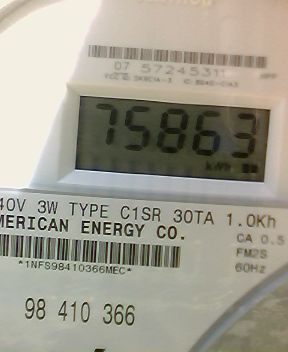 07 5724531
75863
kWh
40V 3W TYPE C1SR 30TA 1.0Kh
MERICAN ENERGY CO.
CA 0.5
*1NFS98410366MEC*
FM2S
60Hz
98 410 366